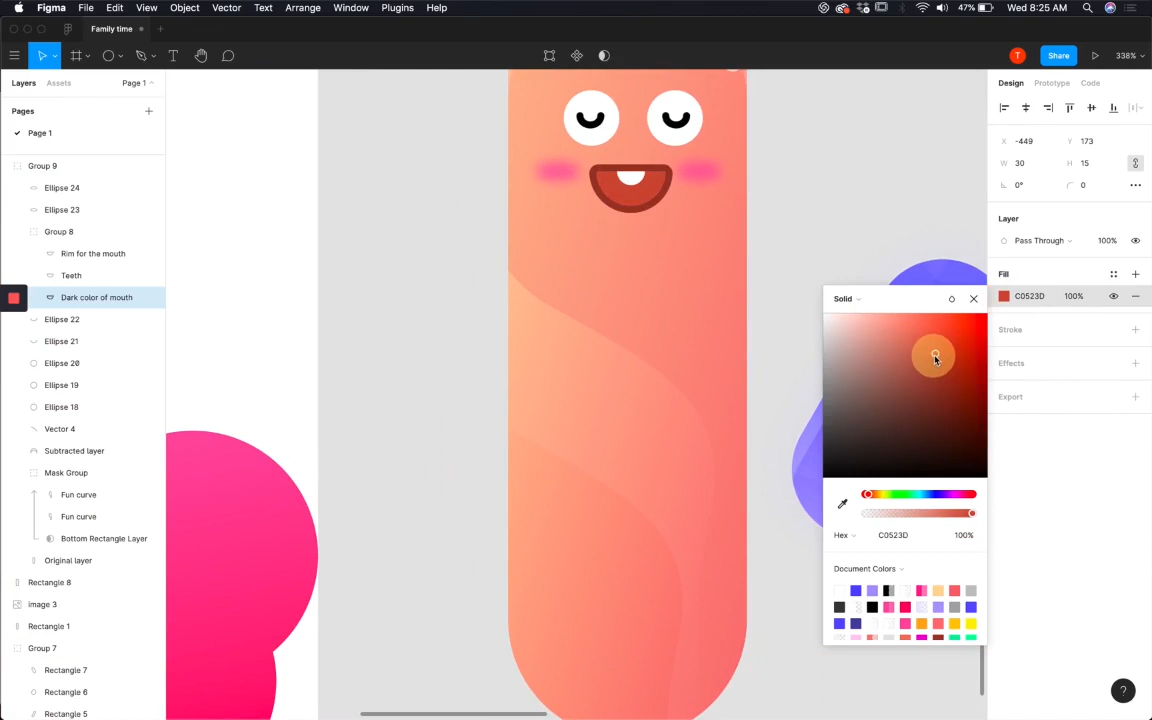 Figma File Edit View Object Vector Text Arrange Window Plugins Help 47% Wed 8:25 AM
Family time
T Share 338%
Layers Assets Page 1
Design Prototype Code
Pages
Page 1
X -449 Y 173
W 30 H 15
0° 0
Group 9
Ellipse 24
Ellipse 23
Group 8
Rim for the mouth
Teeth
Dark color of mouth
Ellipse 22
Ellipse 21
Ellipse 20
Ellipse 19
Ellipse 18
Vector 4
Subtracted layer
Mask Group
Fun curve
Fun curve
Bottom Rectangle Layer
Original layer
Rectangle 8
image 3
Rectangle 1
Group 7
Rectangle 7
Rectangle 6
Rectangle 5
Layer
Pass Through 100%
Fill
C0523D 100%
Stroke
Effects
Export
Solid
Hex C0523D 100%
Document Colors
?